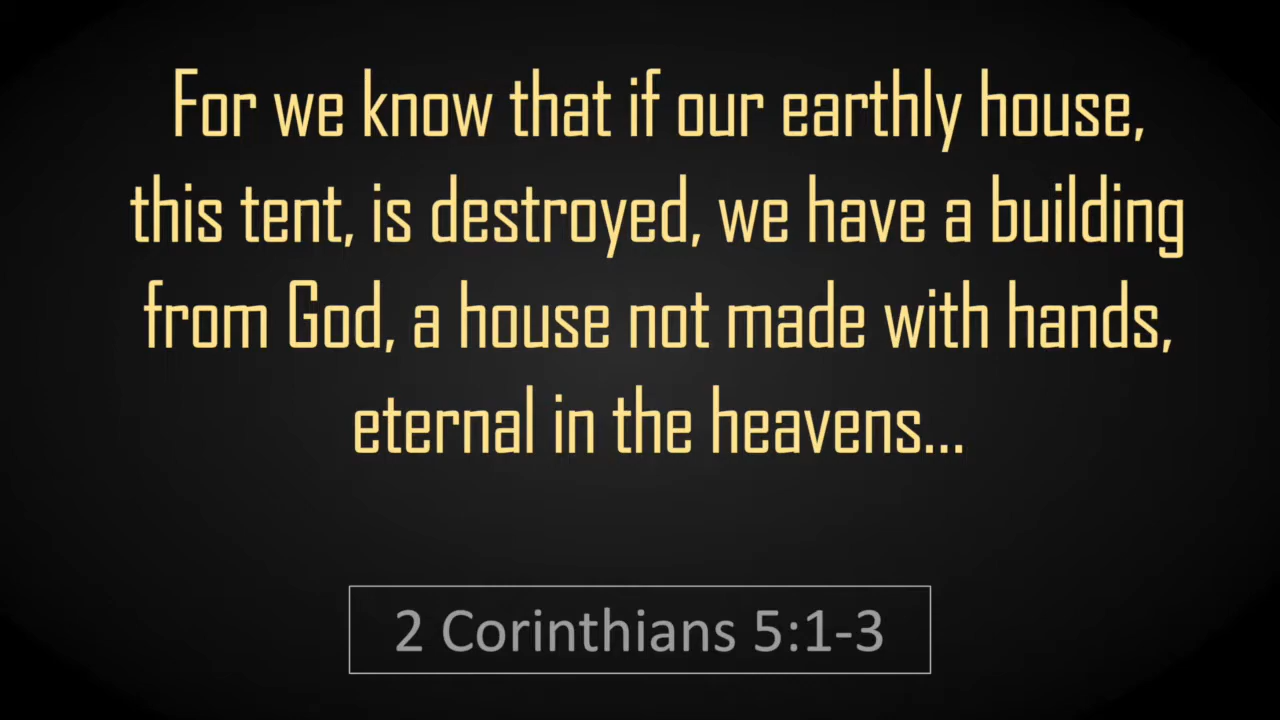 For we know that if our earthly house,
this tent, is destroyed, we have a building
from God, a house not made with hands,
eternal in the heavens...
2 Corinthians 5:1-3